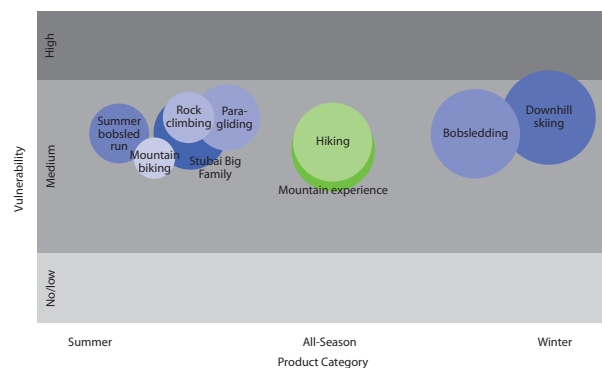 High
Medium
No/low
Vulnerability
Summer
bobsled
run
Mountain
biking
Rock
climbing
Para-
gliding
Stubai Big
Family
Hiking
Mountain experience
Bobsledding
Downhill
skiing
Summer
All-Season
Winter
Product Category